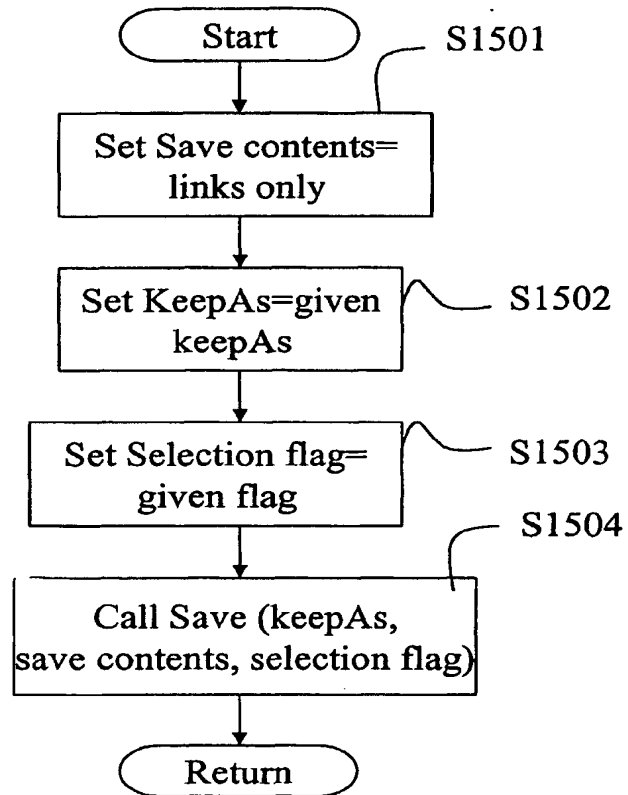 Start
S1501
Set Save contents=
links only
Set KeepAs=given
keepAs
S1502
Set Selection flag=
given flag
S1503
S1504
Call Save (keepAs,
save contents, selection flag)
Return